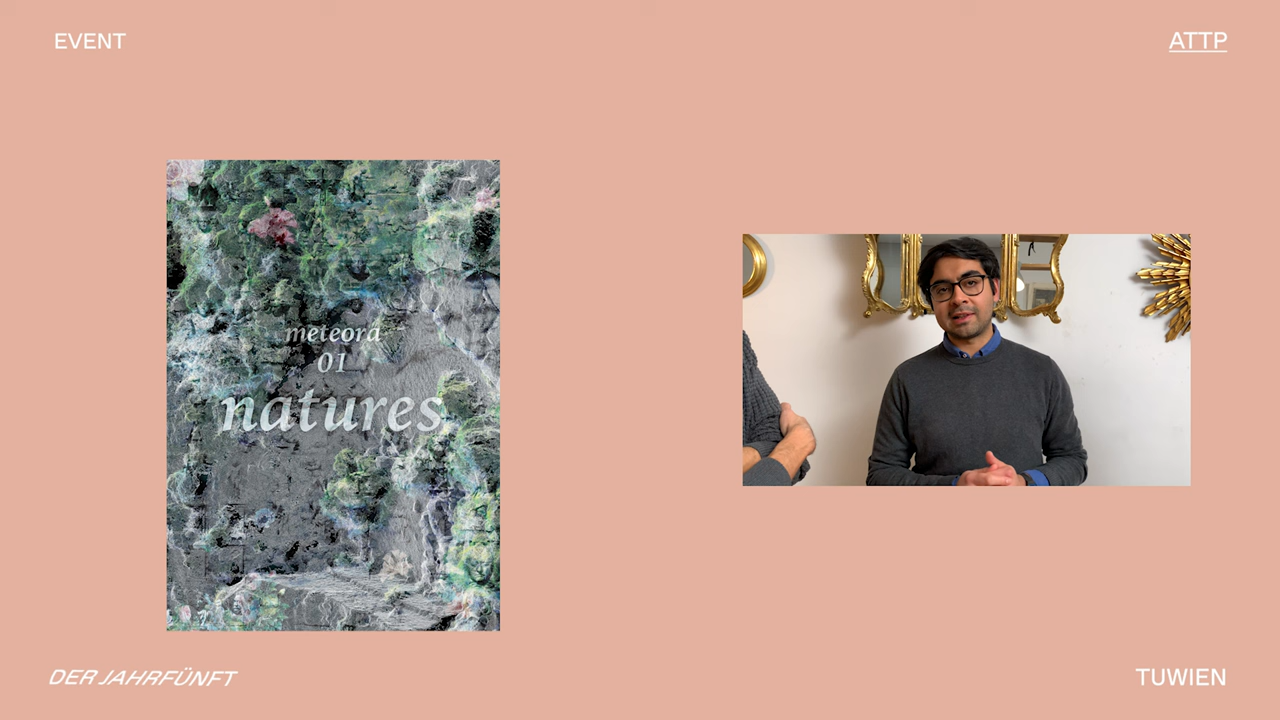 EVENT
ATTP
meteora
01
natures
DER JAHRFÜNFT
TUWIEN